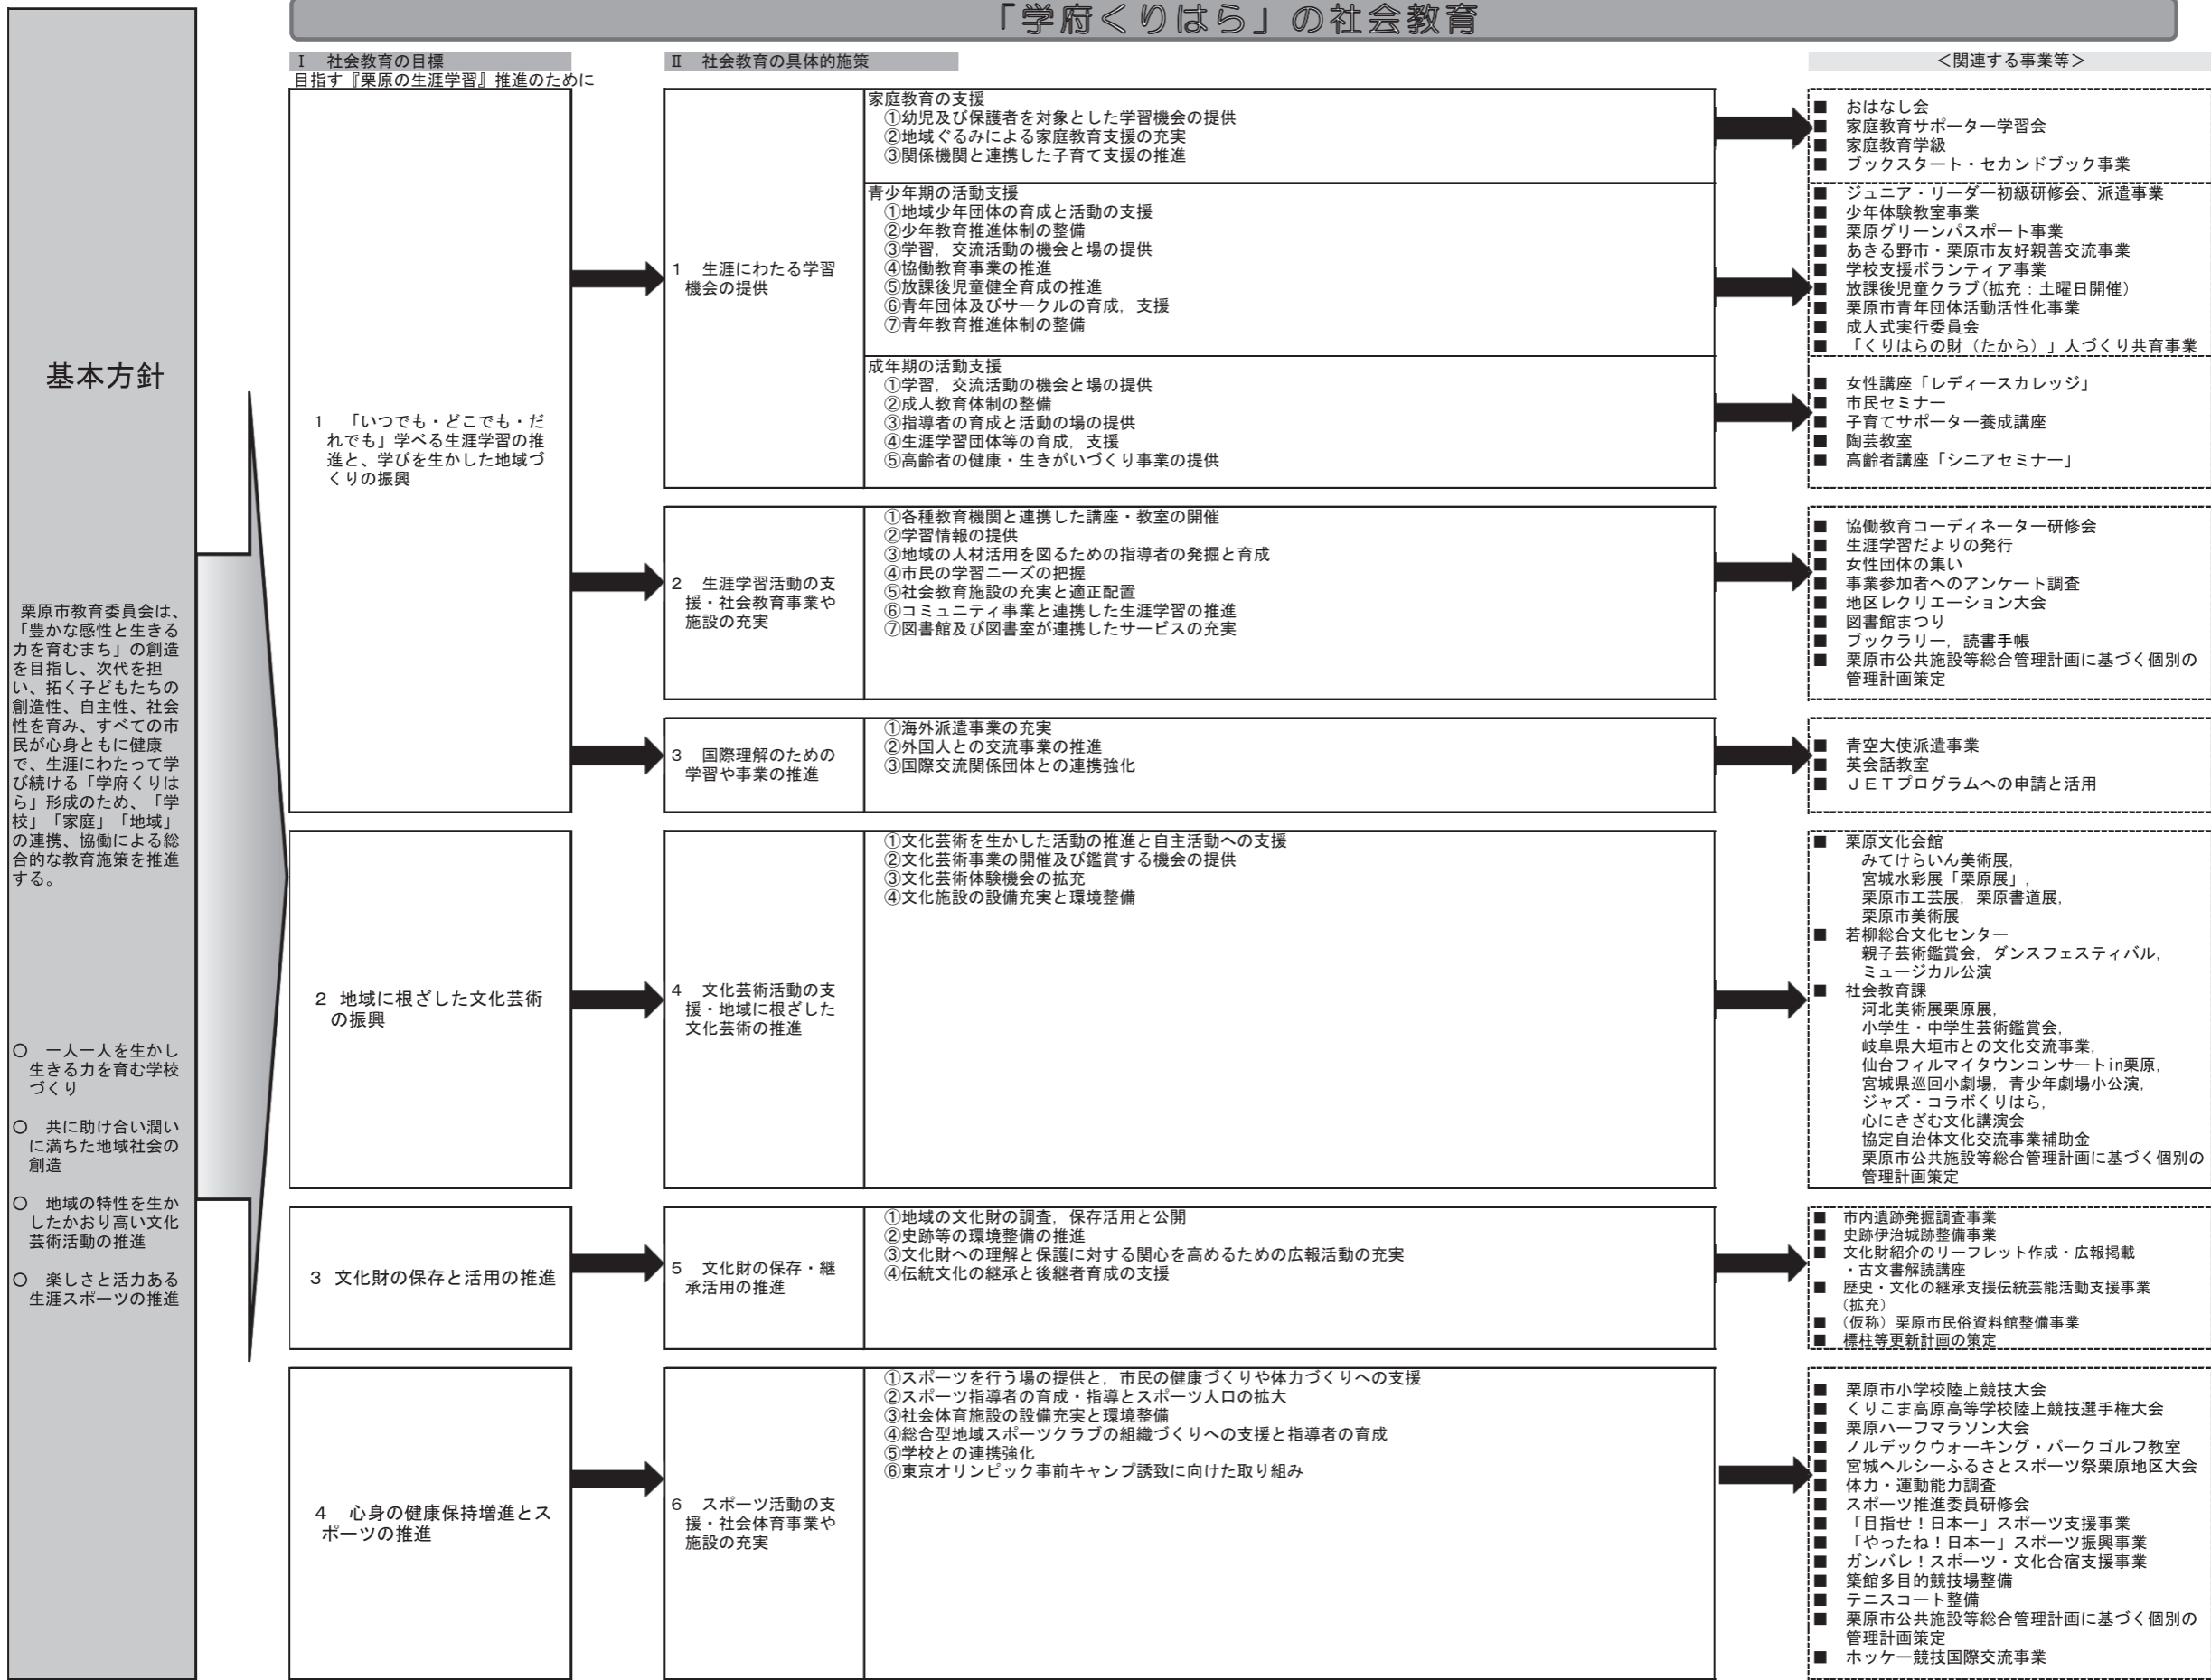 「学府くりはら」の社会教育
基本方針
栗原市教育委員会は、
「豊かな感性と生きる
力を育むまち」の創造
を目指し、次代を担
い、拓く子どもたちの
創造性、自主性、社会
性を育み、すべての市
民が心身ともに健康
で、生涯にわたって学
び続ける「学府くりは
ら」形成のため、「学
校」「家庭」「地域」
の連携、協働による総
合的な教育施策を推進
する。
○　一人一人を生かし
生きる力を育む学校
づくり
○　共に助け合い潤い
に満ちた地域社会の
創造
○　地域の特性を生か
したかおり高い文化
芸術活動の推進
○　楽しさと活力ある
生涯スポーツの推進
Ⅰ　社会教育の目標
目指す『栗原の生涯学習』推進のために
1　「いつでも・どこでも・だ
れでも」学べる生涯学習の推
進と、学びを生かした地域づ
くりの振興
2　地域に根ざした文化芸術
の振興
3　文化財の保存と活用の推進
4　心身の健康保持増進とス
ポーツの推進
Ⅱ　社会教育の具体的施策
1　生涯にわたる学習
機会の提供
家庭教育の支援
①幼児及び保護者を対象とした学習機会の提供
②地域ぐるみによる家庭教育支援の充実
③関係機関と連携した子育て支援の推進
青少年期の活動支援
①地域少年団体の育成と活動の支援
②少年教育推進体制の整備
③学習，交流活動の機会と場の提供
④協働教育事業の推進
⑤放課後児童健全育成の推進
⑥青年団体及びサークルの育成，支援
⑦青年教育推進体制の整備
成年期の活動支援
①学習，交流活動の機会と場の提供
②成人教育体制の整備
③指導者の育成と活動の場の提供
④生涯学習団体等の育成，支援
⑤高齢者の健康・生きがいづくり事業の提供
2　生涯学習活動の支
援・社会教育事業や
施設の充実
①各種教育機関と連携した講座・教室の開催
②学習情報の提供
③地域の人材活用を図るための指導者の発掘と育成
④市民の学習ニーズの把握
⑤社会教育施設の充実と適正配置
⑥コミュニティ事業と連携した生涯学習の推進
⑦図書館及び図書室が連携したサービスの充実
3　国際理解のための
学習や事業の推進
①海外派遣事業の充実
②外国人との交流事業の推進
③国際交流関係団体との連携強化
4　文化芸術活動の支
援・地域に根ざした
文化芸術の推進
①文化芸術を生かした活動の推進と自主活動への支援
②文化芸術事業の開催及び鑑賞する機会の提供
③文化芸術体験機会の拡充
④文化施設の設備充実と環境整備
5　文化財の保存・継
承活用の推進
①地域の文化財の調査，保存活用と公開
②史跡等の環境整備の推進
③文化財への理解と保護に対する関心を高めるための広報活動の充実
④伝統文化の継承と後継者育成の支援
6　スポーツ活動の支
援・社会体育事業や
施設の充実
①スポーツを行う場の提供と，市民の健康づくりや体力づくりへの支援
②スポーツ指導者の育成・指導とスポーツ人口の拡大
③社会体育施設の設備充実と環境整備
④総合型地域スポーツクラブの組織づくりへの支援と指導者の育成
⑤学校との連携強化
⑥東京オリンピック事前キャンプ誘致に向けた取り組み
＜関連する事業等＞
■　おはなし会
■　家庭教育サポーター学習会
■　家庭教育学級
■　ブックスタート・セカンドブック事業
■　ジュニア・リーダー初級研修会、派遣事業
■　少年体験教室事業
■　栗原グリーンパスポート事業
■　あきる野市・栗原市友好親善交流事業
■　学校支援ボランティア事業
■　放課後児童クラブ(拡充：土曜日開催)
■　栗原市青年団体活動活性化事業
■　成人式実行委員会
■　「くりはらの財（たから）」人づくり共育事業
■　女性講座「レディースカレッジ」
■　市民セミナー
■　子育てサポーター養成講座
■　陶芸教室
■　高齢者講座「シニアセミナー」
■　協働教育コーディネーター研修会
■　生涯学習だよりの発行
■　女性団体の集い
■　事業参加者へのアンケート調査
■　地区レクリエーション大会
■　図書館まつり
■　ブックラリー，読書手帳
■　栗原市公共施設等総合管理計画に基づく個別の
管理計画策定
■　青空大使派遣事業
■　英会話教室
■　ＪＥＴプログラムへの申請と活用
■　栗原文化会館
みてけらいん美術展，
宮城水彩展「栗原展」，
栗原市工芸展，栗原書道展，
栗原市美術展
■　若柳総合文化センター
親子芸術鑑賞会，ダンスフェスティバル，
ミュージカル公演
■　社会教育課
河北美術展栗原展，
小学生・中学生芸術鑑賞会，
岐阜県大垣市との文化交流事業，
仙台フィルマイタウンコンサートin栗原，
宮城県巡回小劇場，青少年劇場小公演，
ジャズ・コラボくりはら，
心にきざむ文化講演会
協定自治体文化交流事業補助金
栗原市公共施設等総合管理計画に基づく個別の
管理計画策定
■　市内遺跡発掘調査事業
■　史跡伊治城跡整備事業
■　文化財紹介のリーフレット作成・広報掲載
・古文書解読講座
■　歴史・文化の継承支援伝統芸能活動支援事業
（拡充）
■　（仮称）栗原市民俗資料館整備事業
■　標柱等更新計画の策定
■　栗原市小学校陸上競技大会
■　くりこま高原高等学校陸上競技選手権大会
■　栗原ハーフマラソン大会
■　ノルデックウォーキング・パークゴルフ教室
■　宮城ヘルシーふるさとスポーツ祭栗原地区大会
■　体力・運動能力調査
■　スポーツ推進委員研修会
■　「目指せ！日本一」スポーツ支援事業
■　「やったね！日本一」スポーツ振興事業
■　ガンバレ！スポーツ・文化合宿支援事業
■　築館多目的競技場整備
■　テニスコート整備
■　栗原市公共施設等総合管理計画に基づく個別の
管理計画策定
■　ホッケー競技国際交流事業